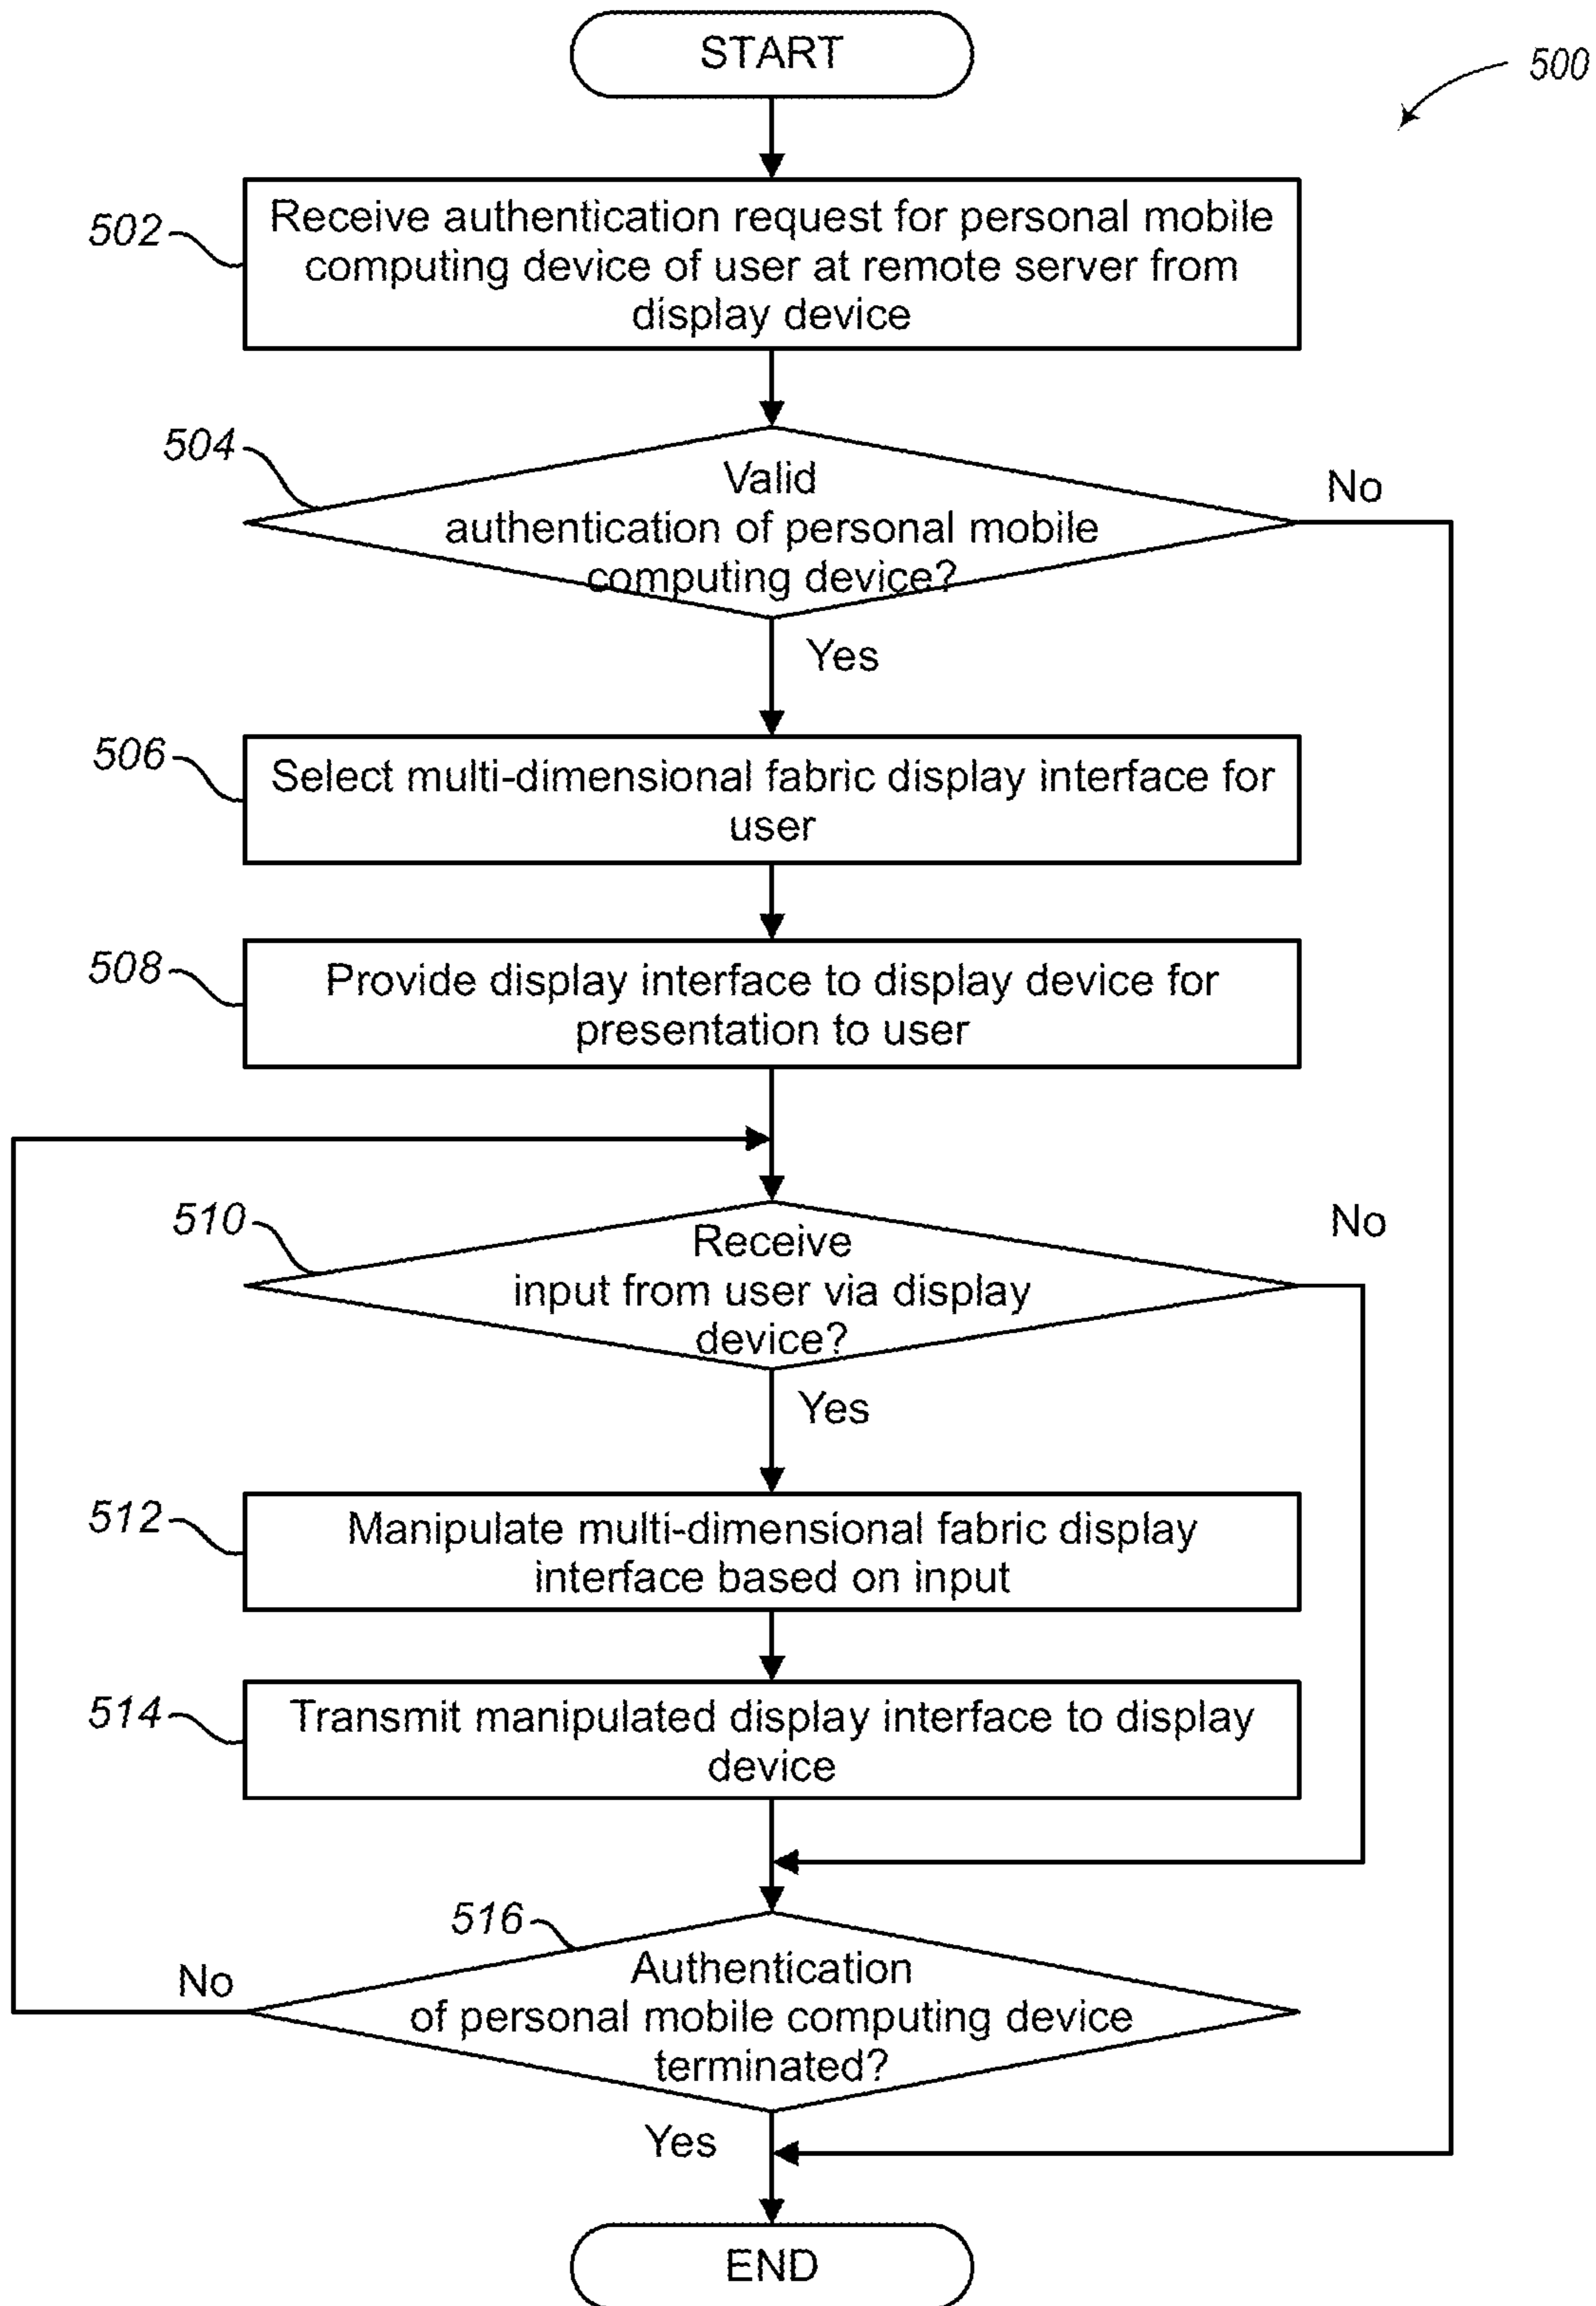 START
500
502
Receive authentication request for personal mobile
computing device of user at remote server from
display device
504
Valid
authentication of personal mobile
computing device?
No
Yes
506
Select multi-dimensional fabric display interface for
user
508
Provide display interface to display device for
presentation to user
510
Receive
input from user via display
device?
No
Yes
512
Manipulate multi-dimensional fabric display
interface based on input
514
Transmit manipulated display interface to display
device
516
Authentication
of personal mobile computing device
terminated?
No
Yes
END